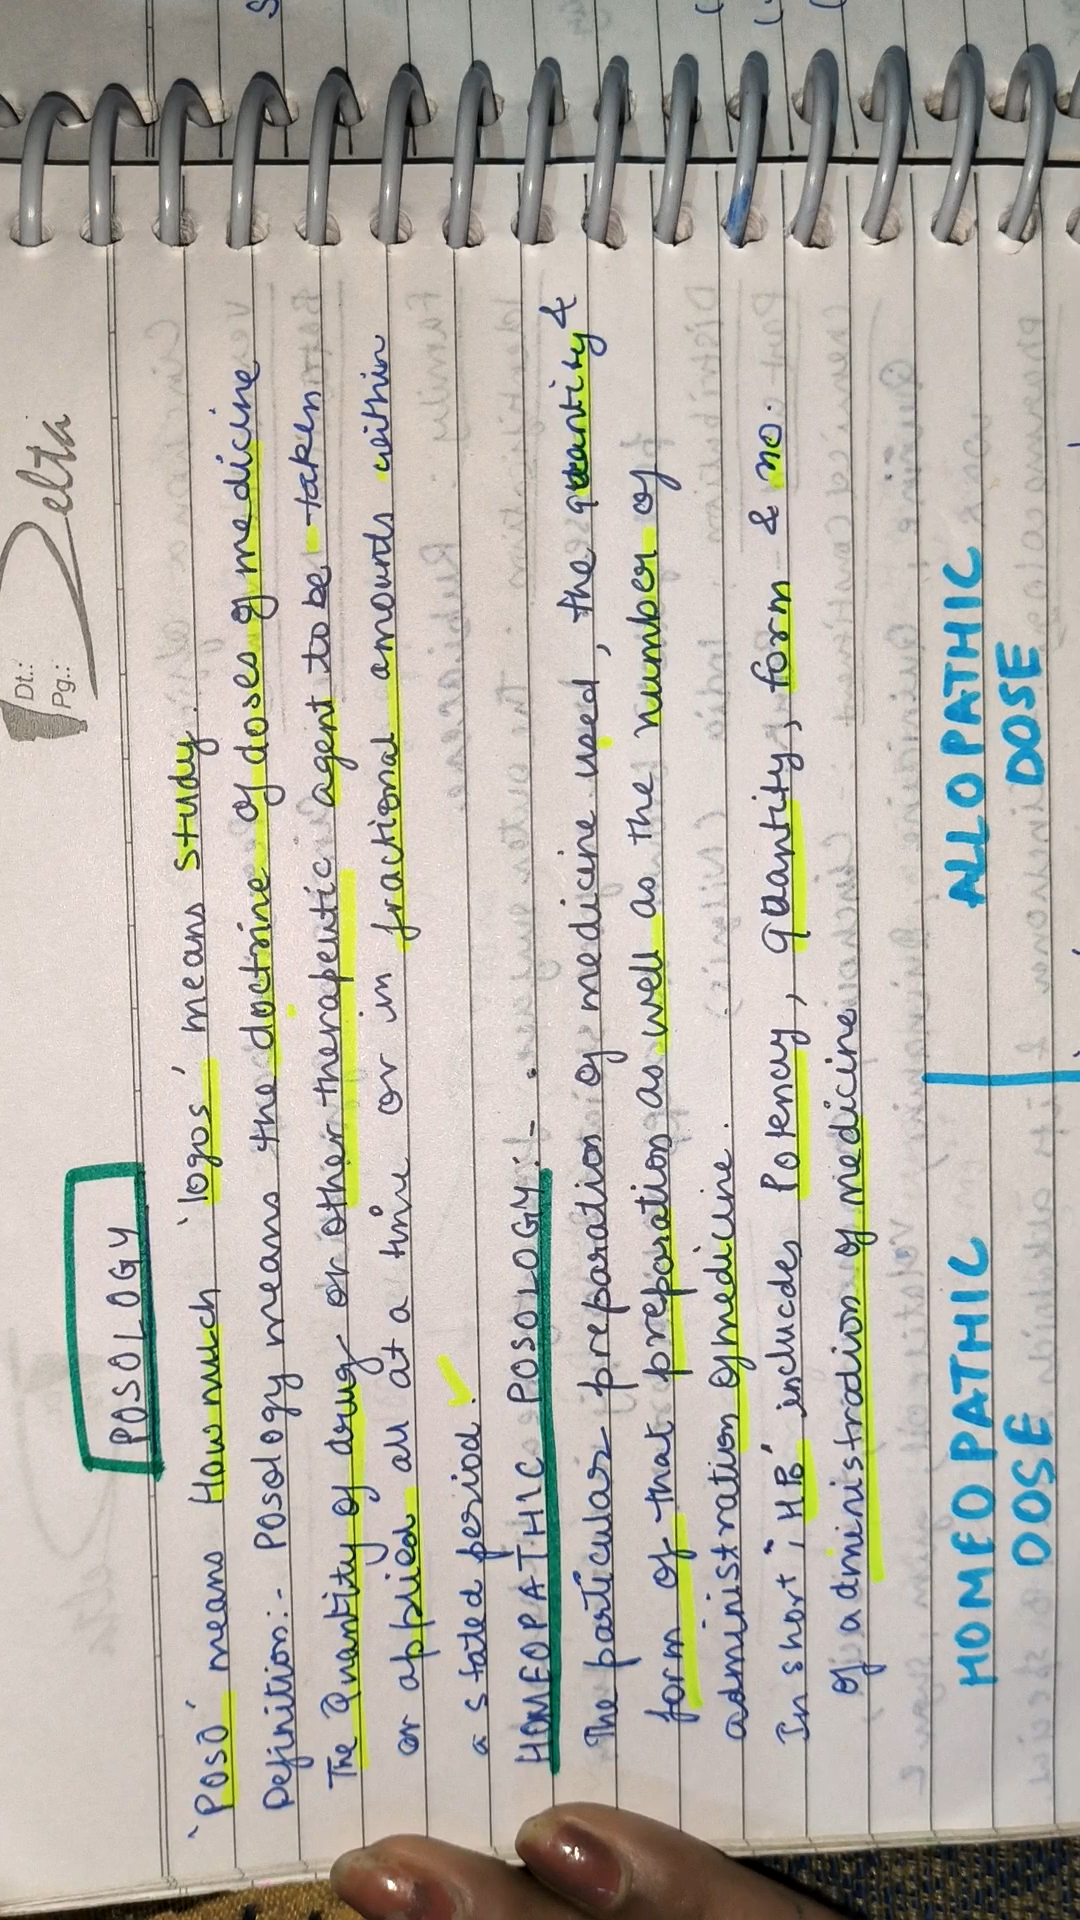 Dt.:
Pg.:
Delta
POSOLOGY
'POSO' means How much 'logos' means study.
Definition:- Posology means the doctrine of doses of medicine
The Quantity of drug or other therapeutic agent to be taken
or applied all at a time or in fractional amounts within
a stated period.
HOMEOPATHIC POSOLOGY:-
The particular preparation of medicine used, the quantity &
form of that preparation as well as the number of
administration of medicine.
In short, 'HP' includes Potency, quantity, form & no.
of administration of medicine.
HOMEOPATHIC DOSE
ALLOPATHIC DOSE